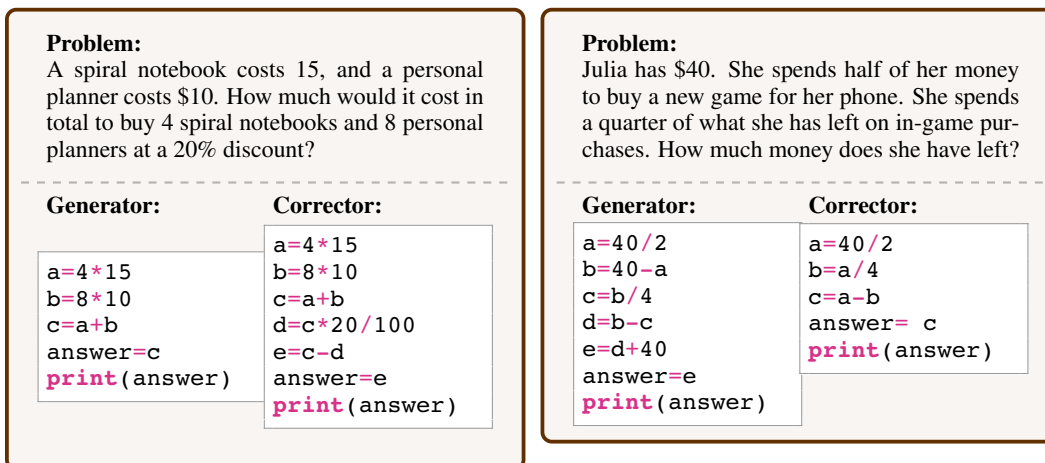 Problem:
A spiral notebook costs 15, and a personal
planner costs $10. How much would it cost in
total to buy 4 spiral notebooks and 8 personal
planners at a 20% discount?
Generator:
a=4*15
b=8*10
c=a+b
answer=c
print(answer)
Corrector:
a=4*15
b=8*10
c=a+b
d=c*20/100
e=c-d
answer=e
print(answer)
Problem:
Julia has $40. She spends half of her money
to buy a new game for her phone. She spends
a quarter of what she has left on in-game pur-
chases. How much money does she have left?
Generator:
a=40/2
b=40-a
c=b/4
d=b-c
e=d+40
answer=e
print(answer)
Corrector:
a=40/2
b=a/4
c=a-b
answer= c
print(answer)